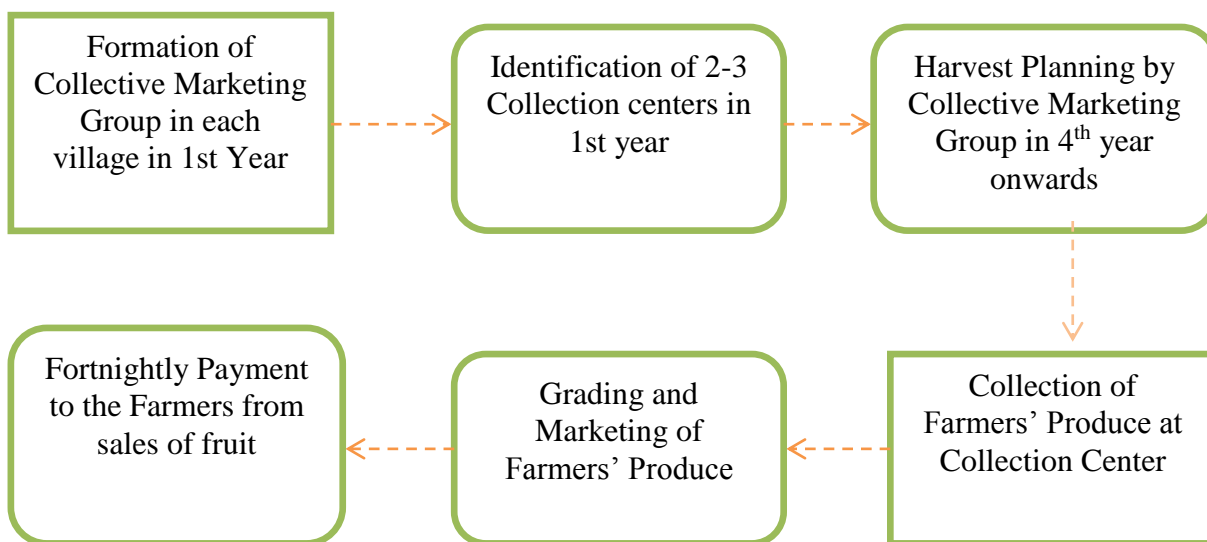 Formation of
Collective Marketing
Group in each
village in 1st Year
Identification of 2-3
Collection centers in
1st year
Harvest Planning by
Collective Marketing
Group in 4th year
onwards
Collection of
Farmers’ Produce at
Collection Center
Grading and
Marketing of
Farmers’ Produce
Fortnightly Payment
to the Farmers from
sales of fruit